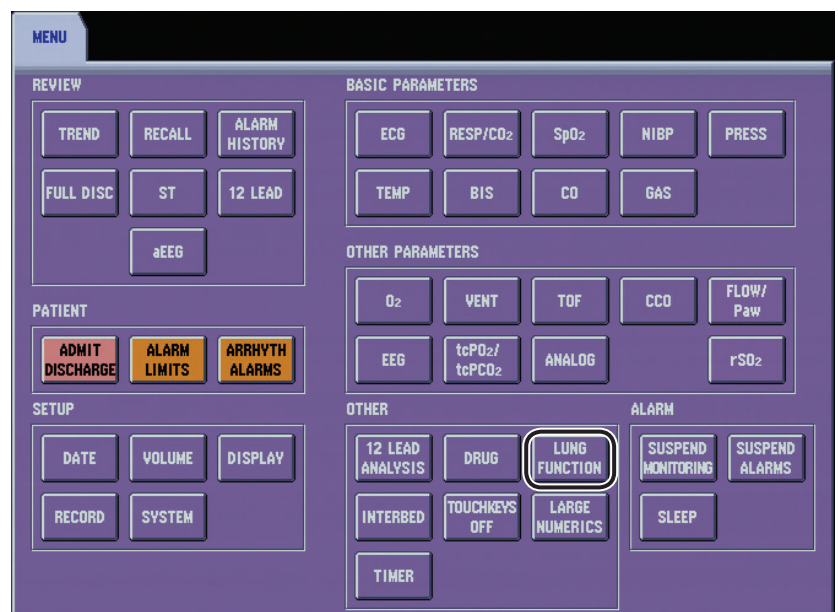 MENU
REVIEW
TREND
RECALL
ALARM
HISTORY
FULL DISC
ST
12 LEAD
aEEG
PATIENT
ADMIT
DISCHARGE
ALARM
LIMITS
ARRHYTH
ALARMS
SETUP
DATE
VOLUME
DISPLAY
RECORD
SYSTEM
BASIC PARAMETERS
ECG
RESP/CO₂
SpO₂
NIBP
PRESS
TEMP
BIS
CO
GAS
OTHER PARAMETERS
O₂
VENT
TOF
CCO
FLOW/
Paw
EEG
tcPO₂/
tcPCO₂
ANALOG
rSO₂
OTHER
12 LEAD
ANALYSIS
DRUG
LUNG
FUNCTION
INTERBED
TOUCHKEYS
OFF
LARGE
NUMERICS
TIMER
ALARM
SUSPEND
MONITORING
SUSPEND
ALARMS
SLEEP